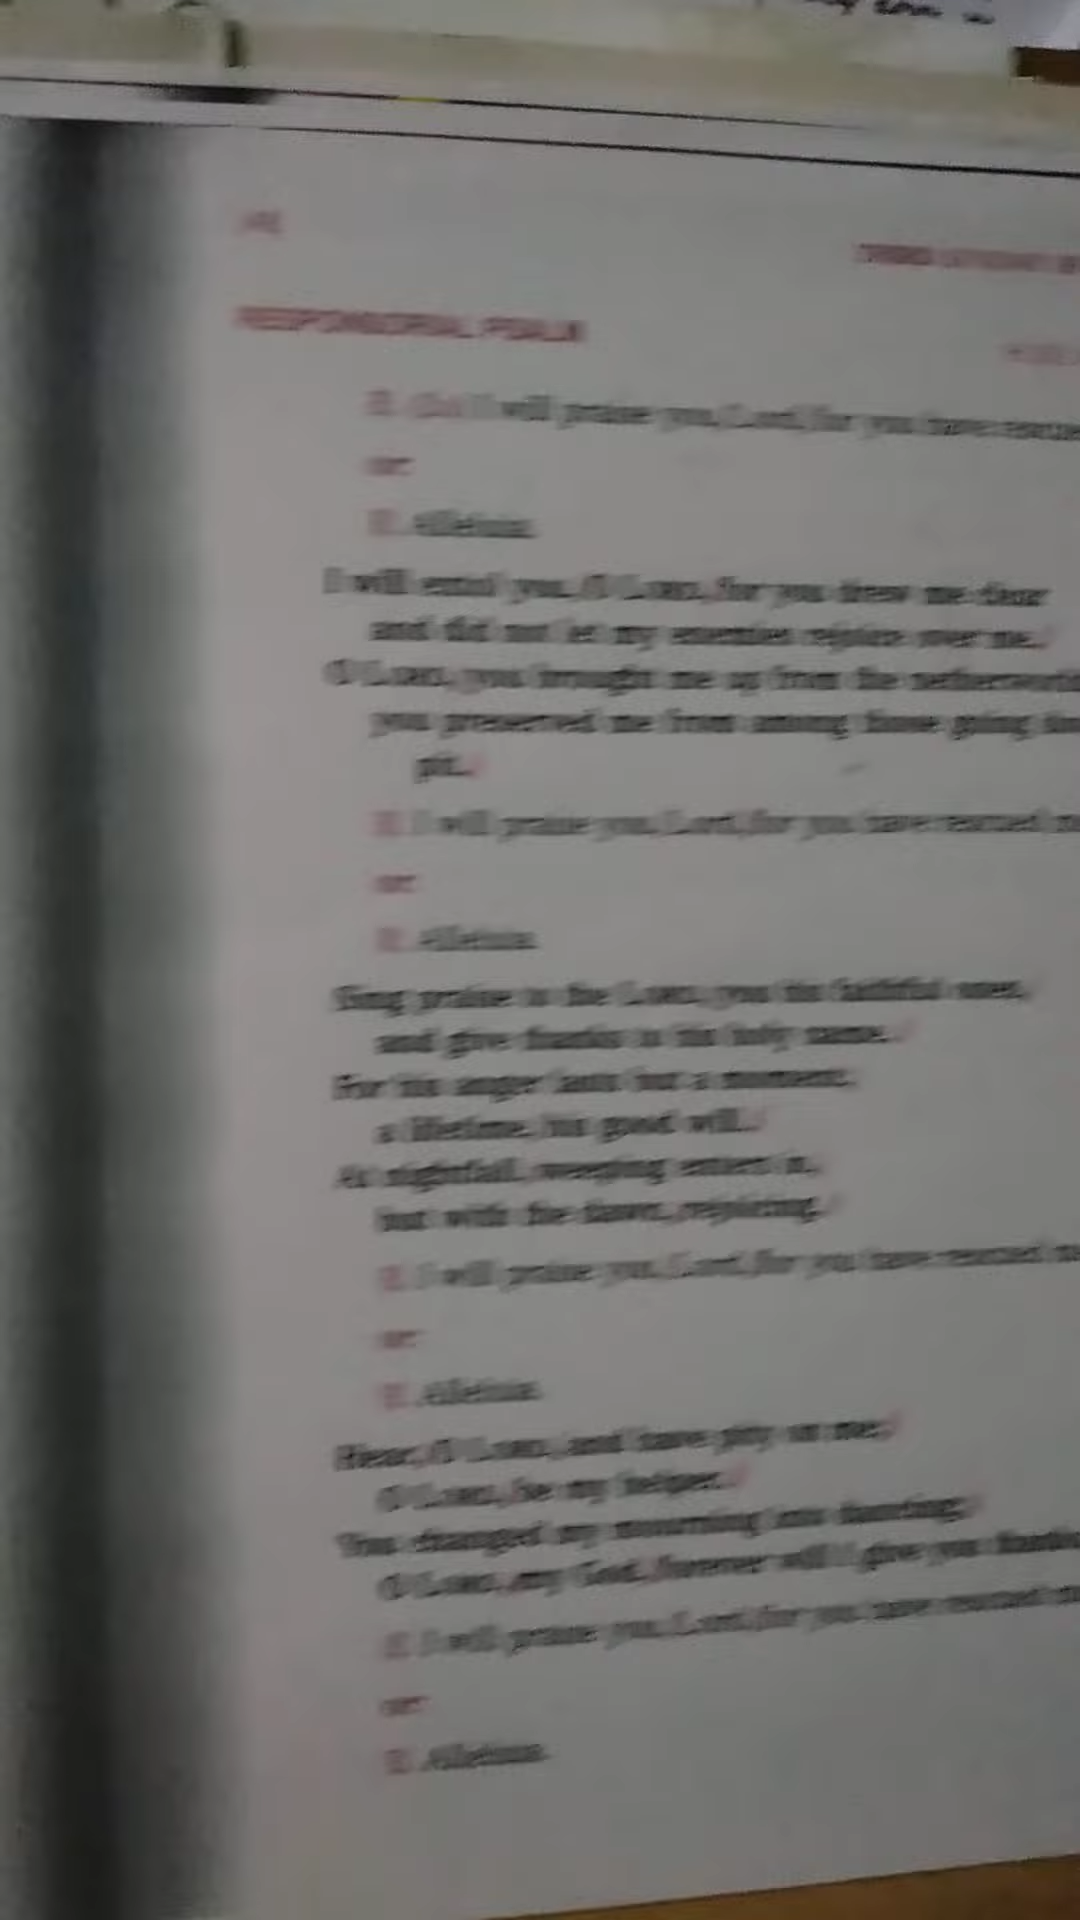 RESPONSORIAL PSALM
R. I will praise you, Lord, for you have
or:
R. Alleluia.
I will extol you, O LORD, for you drew me clear
and did not let my enemies rejoice over me.
O LORD, you brought me up from the netherworld
you preserved me from among those going
pit.
R. I will praise you, Lord, for you have rescued
or:
R. Alleluia.
Sing praise to the LORD, you his faithful ones,
and give thanks to his holy name.
For his anger lasts but a moment;
a lifetime, his good will.
At nightfall, weeping enters in,
but with the dawn, rejoicing.
R. I will praise you, Lord, for you have rescued
or:
R. Alleluia.
Hear, O LORD, and have pity on me;
O LORD, be my helper.
You changed my mourning into dancing;
O LORD, my God, forever will I give you
R. I will praise you, Lord, for you have rescued
or:
R. Alleluia.